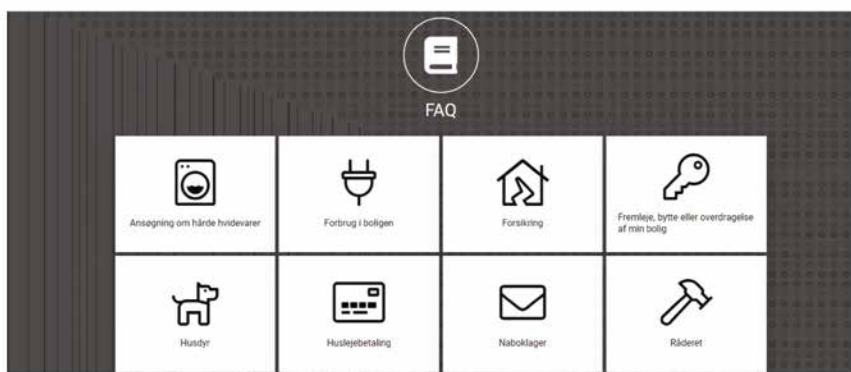 FAQ
Ansøgning om hårde hvidevarer
Forbrug i boligen
Forsikring
Fremleje, bytte eller overdragelse
af min bolig
Husdyr
Huslejebetaling
Naboklager
Råderet